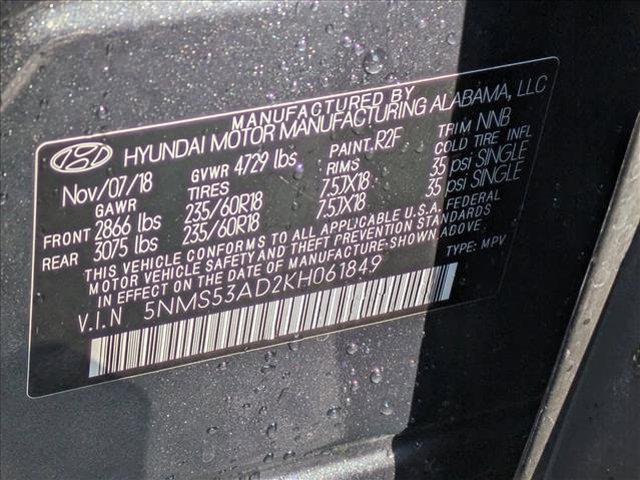 MANUFACTURED BY
HYUNDAI MOTOR MANUFACTURING ALABAMA, LLC
Nov/07/18 GVWR 4729 lbs PAINT R2F TRIM NNB
GAWR TIRES RIMS COLD TIRE INFL
FRONT 2866 lbs 235/60R18 7.5JX18 35 psi SINGLE
REAR 3075 lbs 235/60R18 7.5JX18 35 psi SINGLE
THIS VEHICLE CONFORMS TO ALL APPLICABLE U.S.A. FEDERAL
MOTOR VEHICLE SAFETY AND THEFT PREVENTION STANDARDS
IN EFFECT ON THE DATE OF MANUFACTURE-SHOWN ABOVE.
V.I.N 5NMS53AD2KH061849 TYPE: MPV